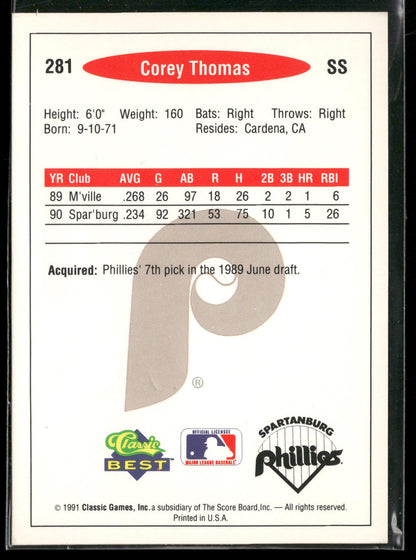 281 Corey Thomas SS
Height: 6'0" Weight: 160 Bats: Right Throws: Right
Born: 9-10-71 Resides: Cardena, CA
YR Club AVG G AB R H 2B 3B HR RBI
89 M'ville .268 26 97 18 26 2 2 1 6
90 Spar'burg .234 92 321 53 75 10 1 5 26
Acquired: Phillies' 7th pick in the 1989 June draft.
P
®
Classic
BEST
OFFICIAL LICENSEE
MAJOR LEAGUE BASEBALL
SPARTANBURG
Phillies
© 1991 Classic Games, Inc. a subsidiary of The Score Board, Inc. — All rights reserved.
Printed in U.S.A.